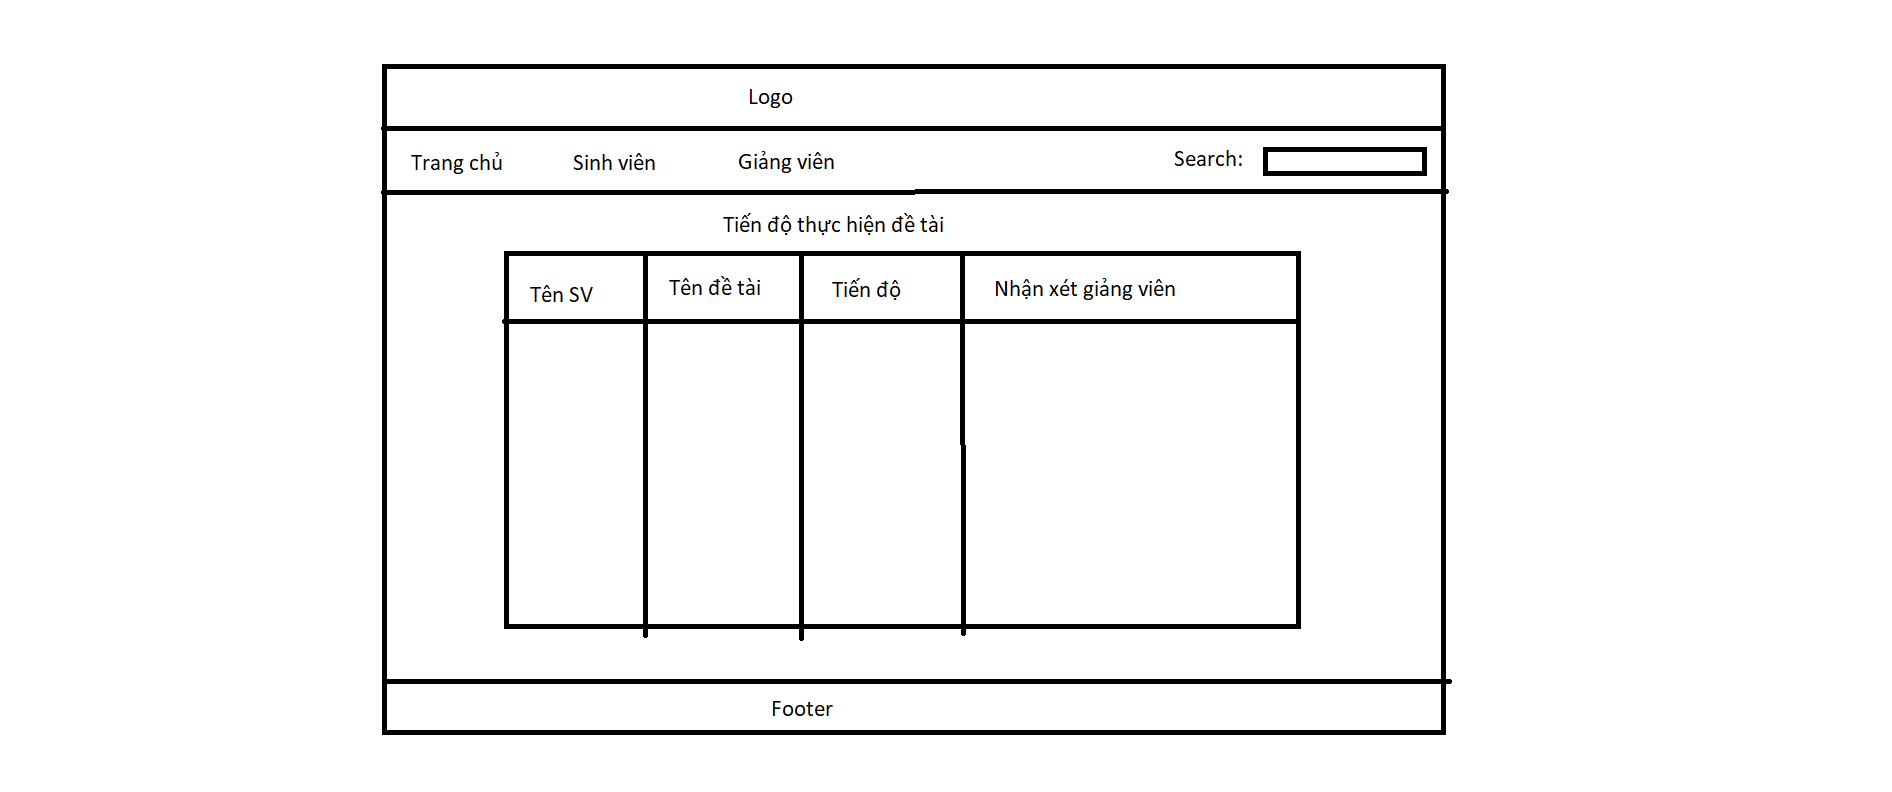 Logo
Trang chủ Sinh viên Giảng viên Search:
Tiến độ thực hiện đề tài
Tên SV Tên đề tài Tiến độ Nhận xét giảng viên
Footer